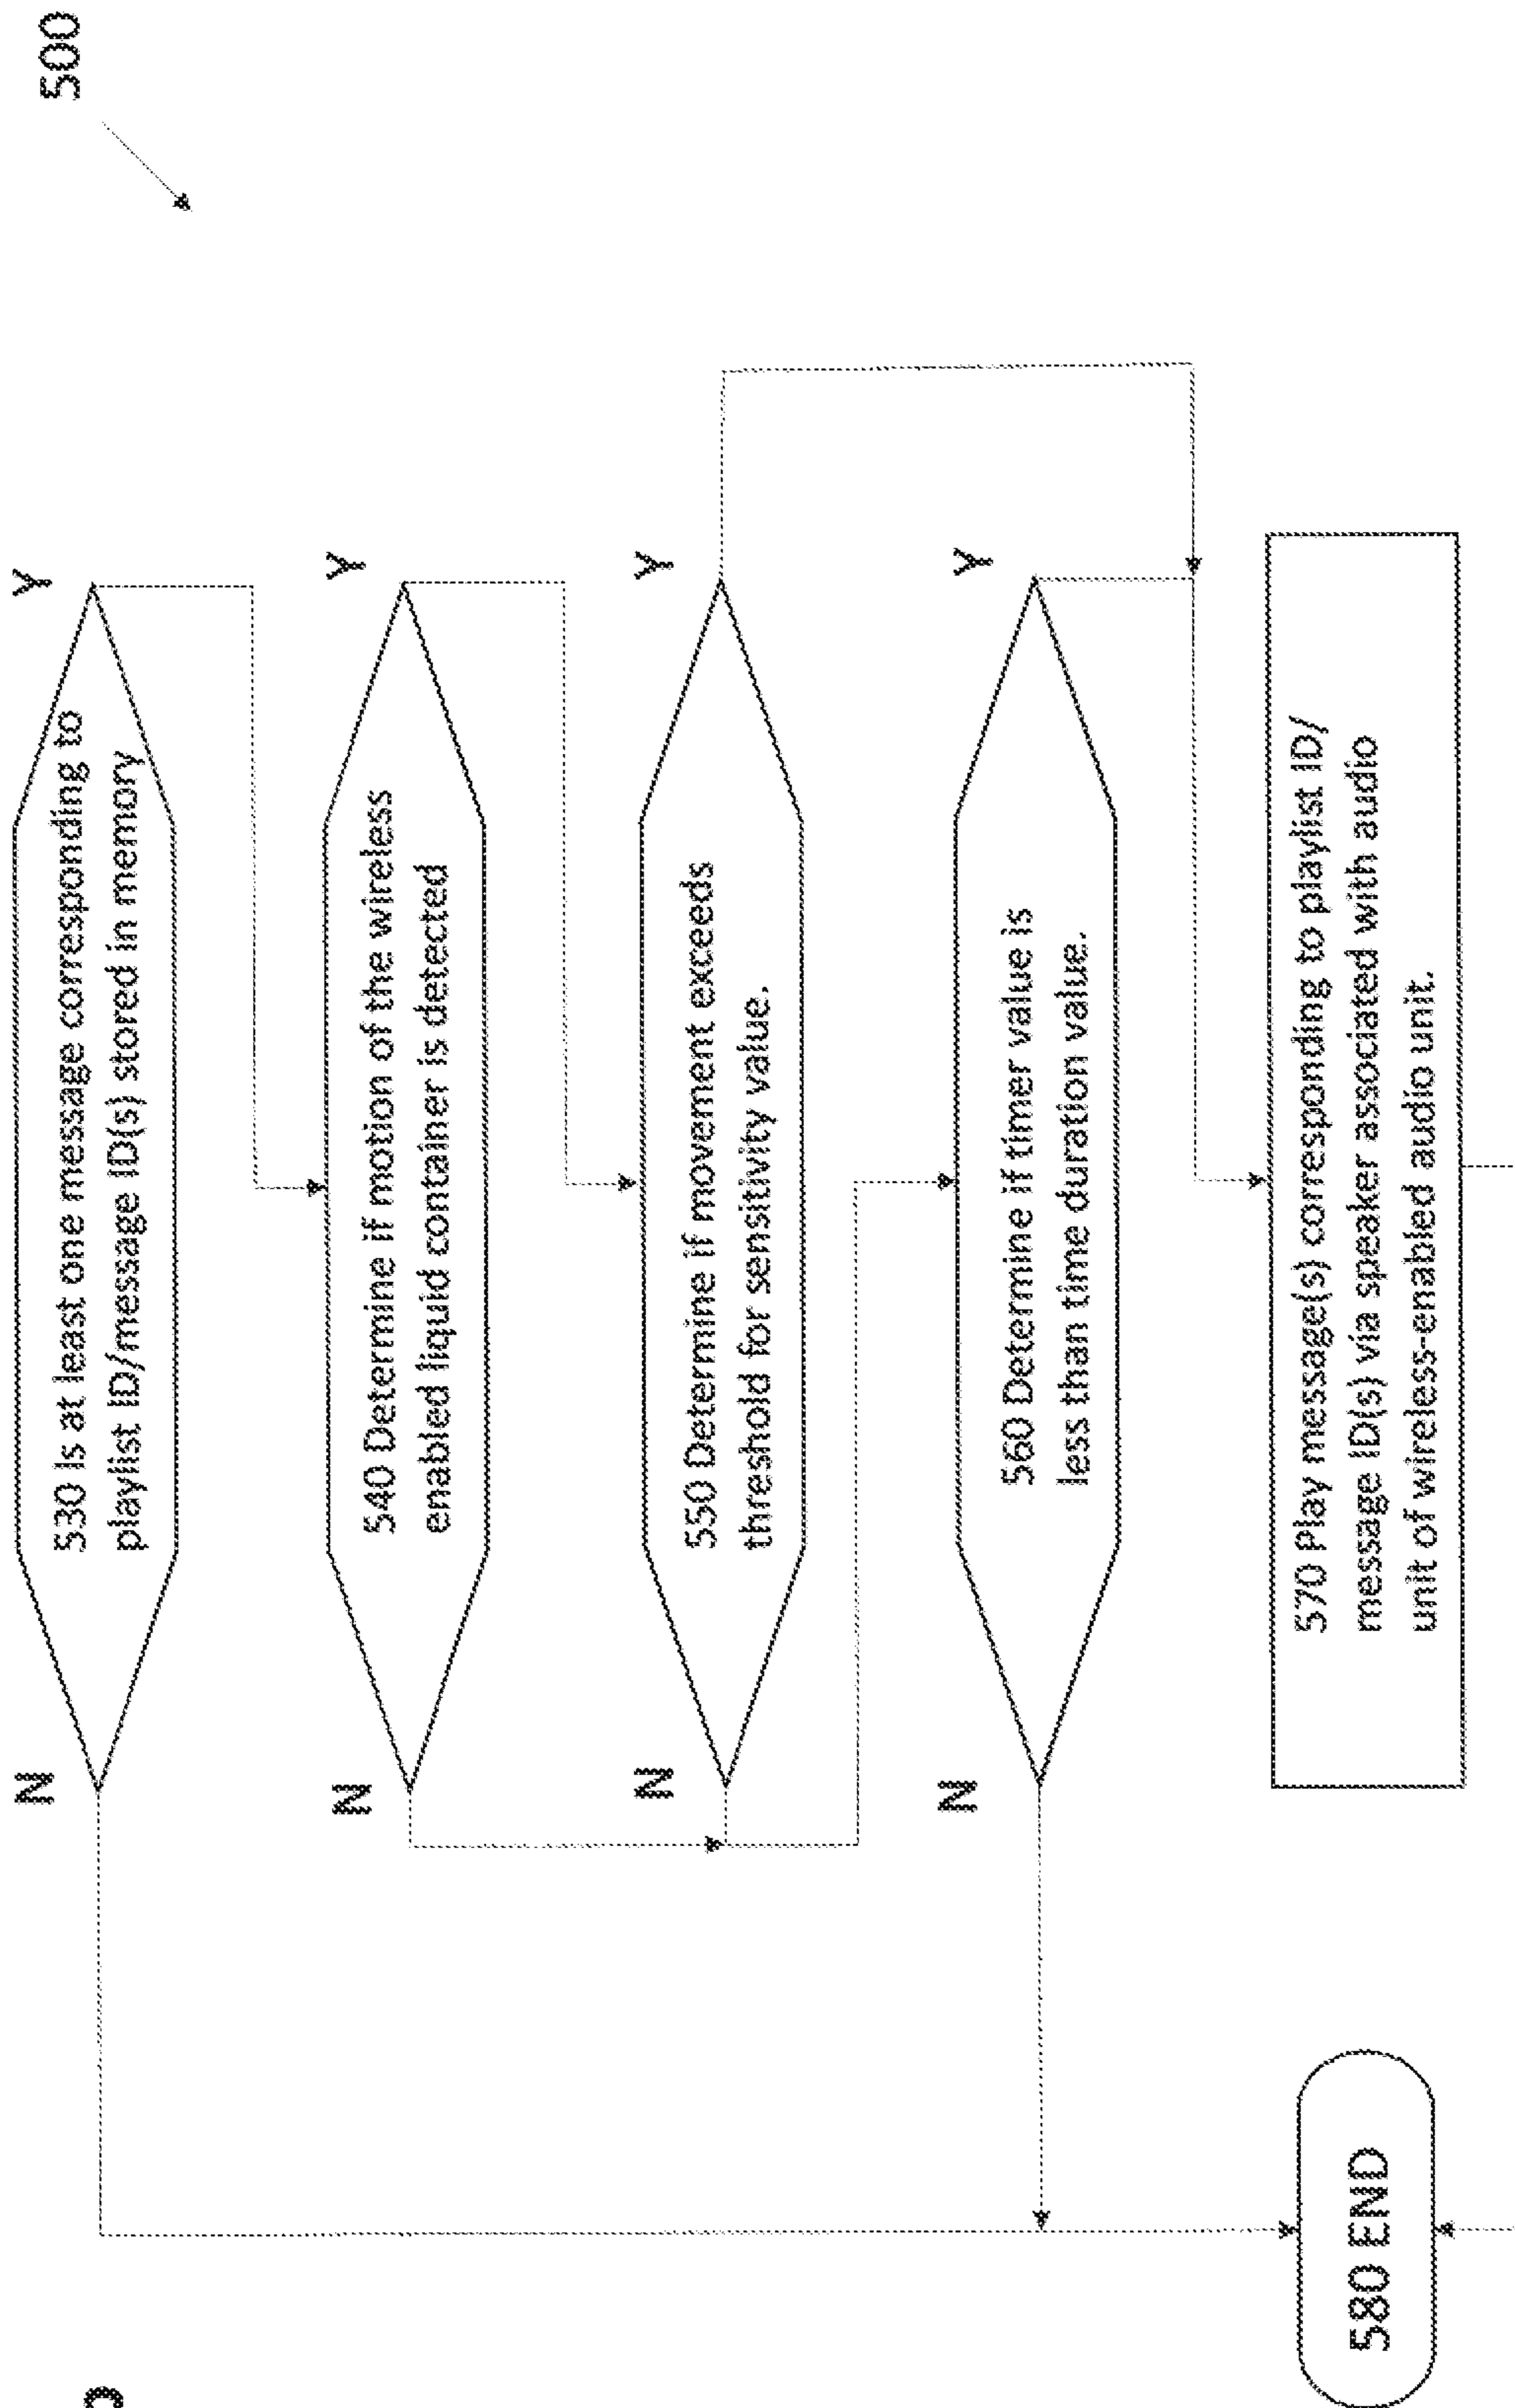 500
Y
530 Is at least one message corresponding to
playlist ID/message ID(s) stored in memory
N
Y
540 Determine if motion of the wireless
enabled liquid container is detected
N
Y
550 Determine if movement exceeds
threshold for sensitivity value.
N
Y
560 Determine if timer value is
less than time duration value.
N
570 Play message(s) corresponding to playlist ID/
message ID(s) via speaker associated with audio
unit of wireless-enabled audio unit.
580 END